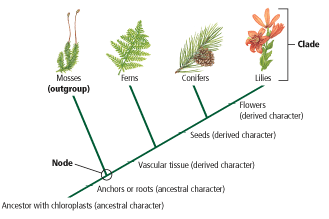 Clade
Mosses
(outgroup)
Ferns
Conifers
Lilies
Flowers
(derived character)
Seeds (derived character)
Node
Vascular tissue (derived character)
Anchors or roots (ancestral character)
Ancestor with chloroplasts (ancestral character)